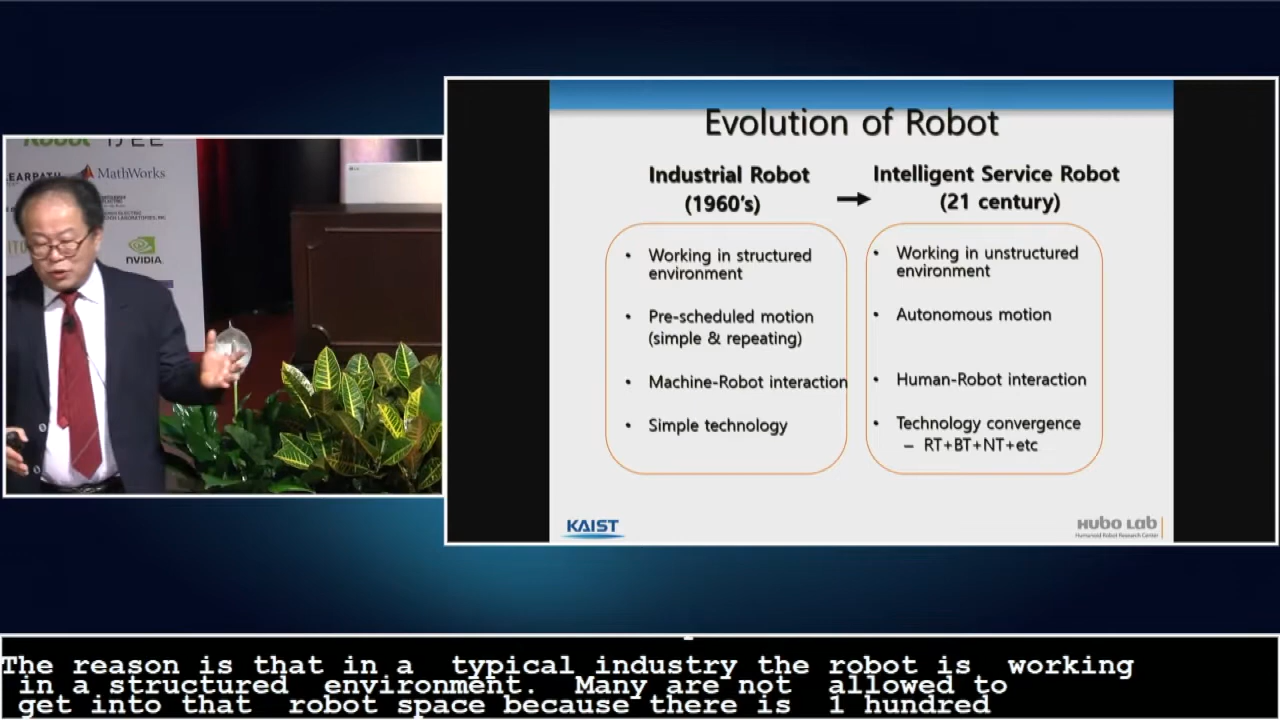 MathWorks
NVIDIA
Evolution of Robot
Industrial Robot
(1960's)
Intelligent Service Robot
(21 century)
• Working in structured
environment
• Pre-scheduled motion
(simple & repeating)
• Machine-Robot interaction
• Simple technology
• Working in unstructured
environment
• Autonomous motion
• Human-Robot interaction
• Technology convergence
– RT+BT+NT+etc
KAIST
HUBO LAB
Humanoid Robot Research Center
The reason is that in a typical industry the robot is working
in a structured environment. Many are not allowed to
get into that robot space because there is 1 hundred